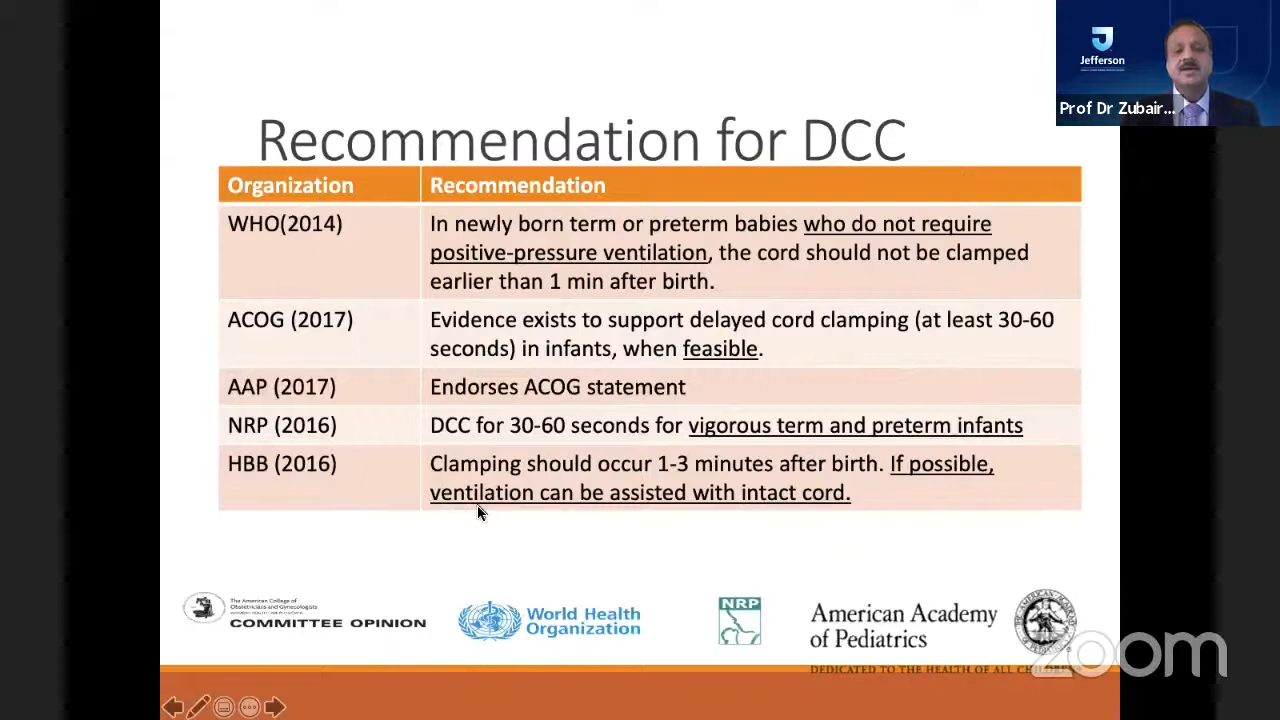 Jefferson
Prof Dr Zubair...
Recommendation for DCC
Organization
Recommendation
WHO(2014)
In newly born term or preterm babies who do not require
positive-pressure ventilation, the cord should not be clamped
earlier than 1 min after birth.
ACOG (2017)
Evidence exists to support delayed cord clamping (at least 30-60
seconds) in infants, when feasible.
AAP (2017)
Endorses ACOG statement
NRP (2016)
DCC for 30-60 seconds for vigorous term and preterm infants
HBB (2016)
Clamping should occur 1-3 minutes after birth. If possible,
ventilation can be assisted with intact cord.
The American College of
Obstetricians and Gynecologists
COMMITTEE OPINION
World Health
Organization
NRP
American Academy
of Pediatrics
DEDICATED TO THE HEALTH OF ALL
zoom